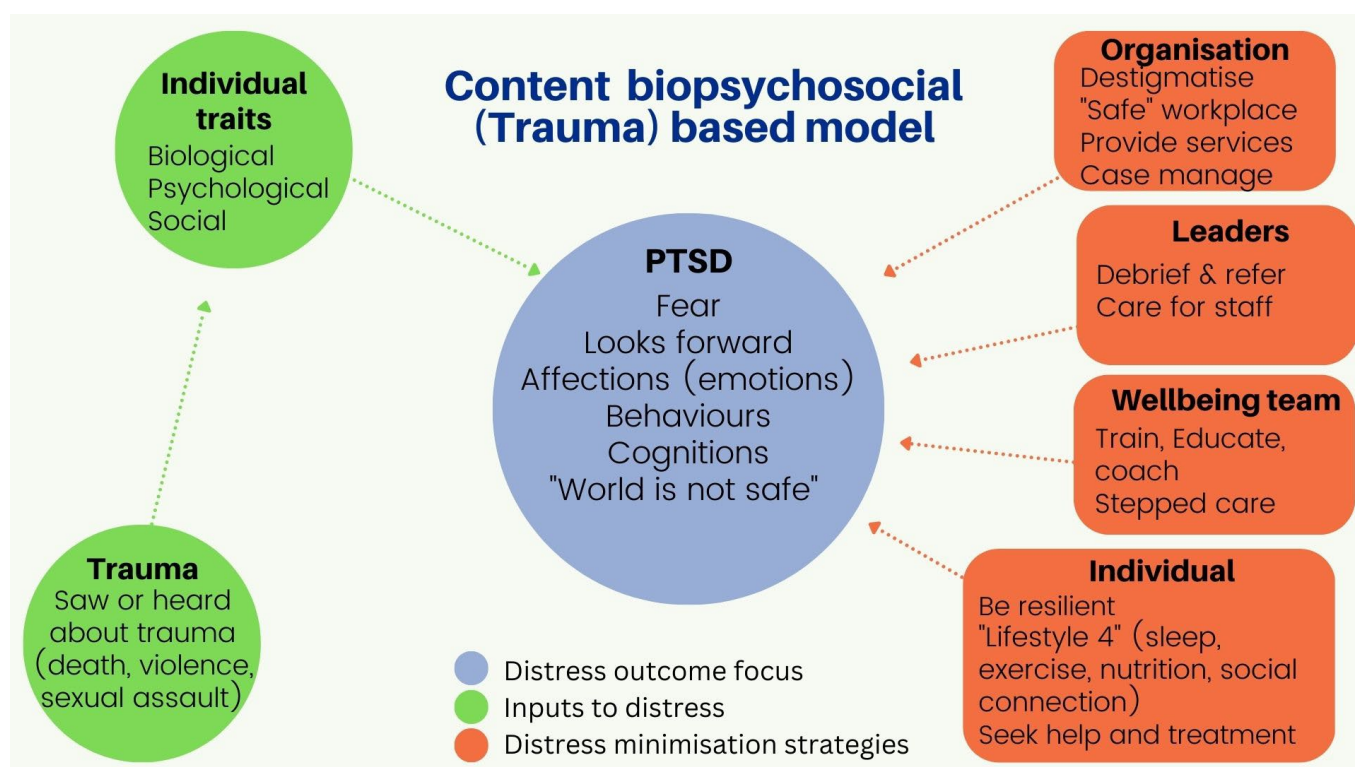 Content biopsychosocial
(Trauma) based model
Individual
traits
Biological
Psychological
Social
Trauma
Saw or heard
about trauma
(death, violence,
sexual assault)
PTSD
Fear
Looks forward
Affections (emotions)
Behaviours
Cognitions
"World is not safe"
Organisation
Destigmatise
"Safe" workplace
Provide services
Case manage
Leaders
Debrief & refer
Care for staff
Wellbeing team
Train, Educate,
coach
Stepped care
Individual
Be resilient
"Lifestyle 4" (sleep,
exercise, nutrition, social
connection)
Seek help and treatment
Distress outcome focus
Inputs to distress
Distress minimisation strategies